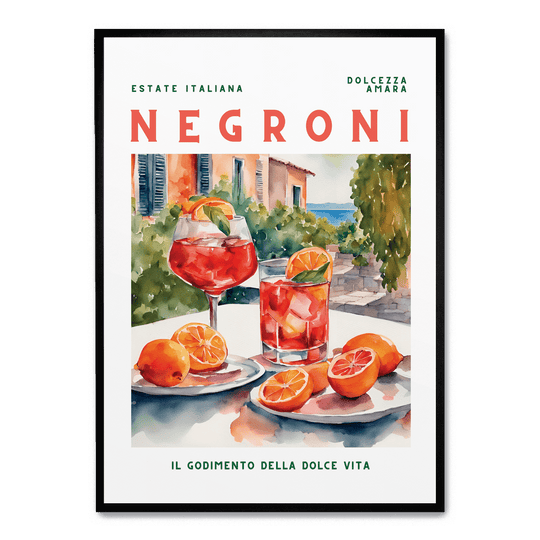 ESTATE ITALIANA
DOLCEZZA
AMARA
NEGRONI
IL GODIMENTO DELLA DOLCE VITA